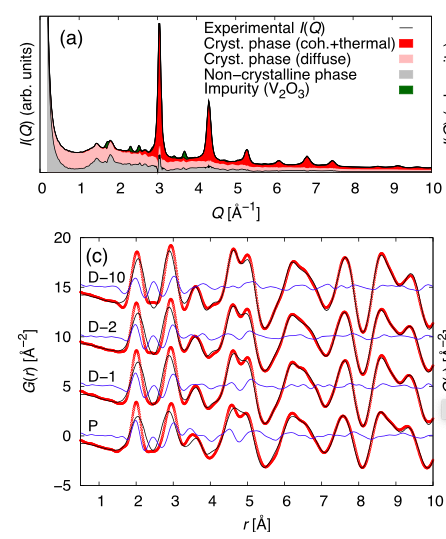 (a)
Experimental I(Q)
Cryst. phase (coh.+thermal)
Cryst. phase (diffuse)
Non-crystalline phase
Impurity (V₂O₃)
I(Q) (arb. units)
0 1 2 3 4 5 6 7 8 9 10
Q [Å⁻¹]
(c)
20
15
10
5
0
−5
G(r) [Å⁻²]
D−10
D−2
D−1
P
1 2 3 4 5 6 7 8 9 10
r [Å]